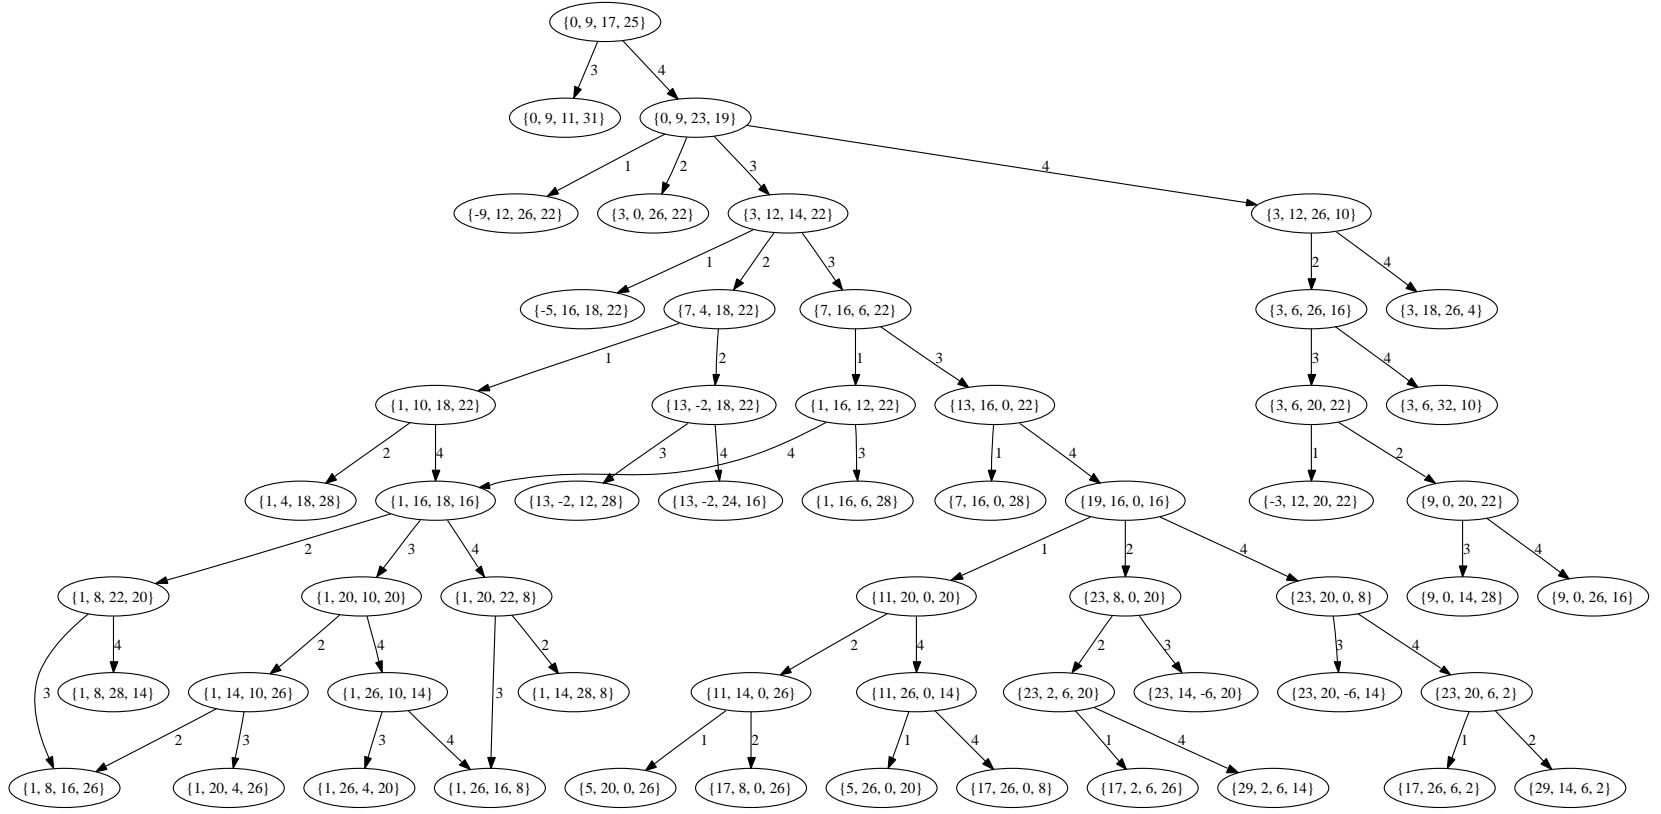 {0, 9, 17, 25}
3 4
{0, 9, 11, 31} {0, 9, 23, 19}
1 2 3 4
{-9, 12, 26, 22} {3, 0, 26, 22} {3, 12, 14, 22} {3, 12, 26, 10}
1 2 3 2 4
{-5, 16, 18, 22} {7, 4, 18, 22} {7, 16, 6, 22} {3, 6, 26, 16} {3, 18, 26, 4}
1 2 1 3 3 4
{1, 10, 18, 22} {13, -2, 18, 22} {1, 16, 12, 22} {13, 16, 0, 22} {3, 6, 20, 22} {3, 6, 32, 10}
2 4 3 4 4 3 1 4 1 2
{1, 4, 18, 28} {1, 16, 18, 16} {13, -2, 12, 28} {13, -2, 24, 16} {1, 16, 6, 28} {7, 16, 0, 28} {19, 16, 0, 16} {-3, 12, 20, 22} {9, 0, 20, 22}
2 3 4 1 2 4 3 4
{1, 8, 22, 20} {1, 20, 10, 20} {1, 20, 22, 8} {11, 20, 0, 20} {23, 8, 0, 20} {23, 20, 0, 8} {9, 0, 14, 28} {9, 0, 26, 16}
4 2 4 2 2 4 2 3 3 4
3 {1, 8, 28, 14} {1, 14, 10, 26} {1, 26, 10, 14} 3 {1, 14, 28, 8} {11, 14, 0, 26} {11, 26, 0, 14} {23, 2, 6, 20} {23, 14, -6, 20} {23, 20, -6, 14} {23, 20, 6, 2}
2 3 3 4 1 2 1 4 1 4 1 2
{1, 8, 16, 26} {1, 20, 4, 26} {1, 26, 4, 20} {1, 26, 16, 8} {5, 20, 0, 26} {17, 8, 0, 26} {5, 26, 0, 20} {17, 26, 0, 8} {17, 2, 6, 26} {29, 2, 6, 14} {17, 26, 6, 2} {29, 14, 6, 2}